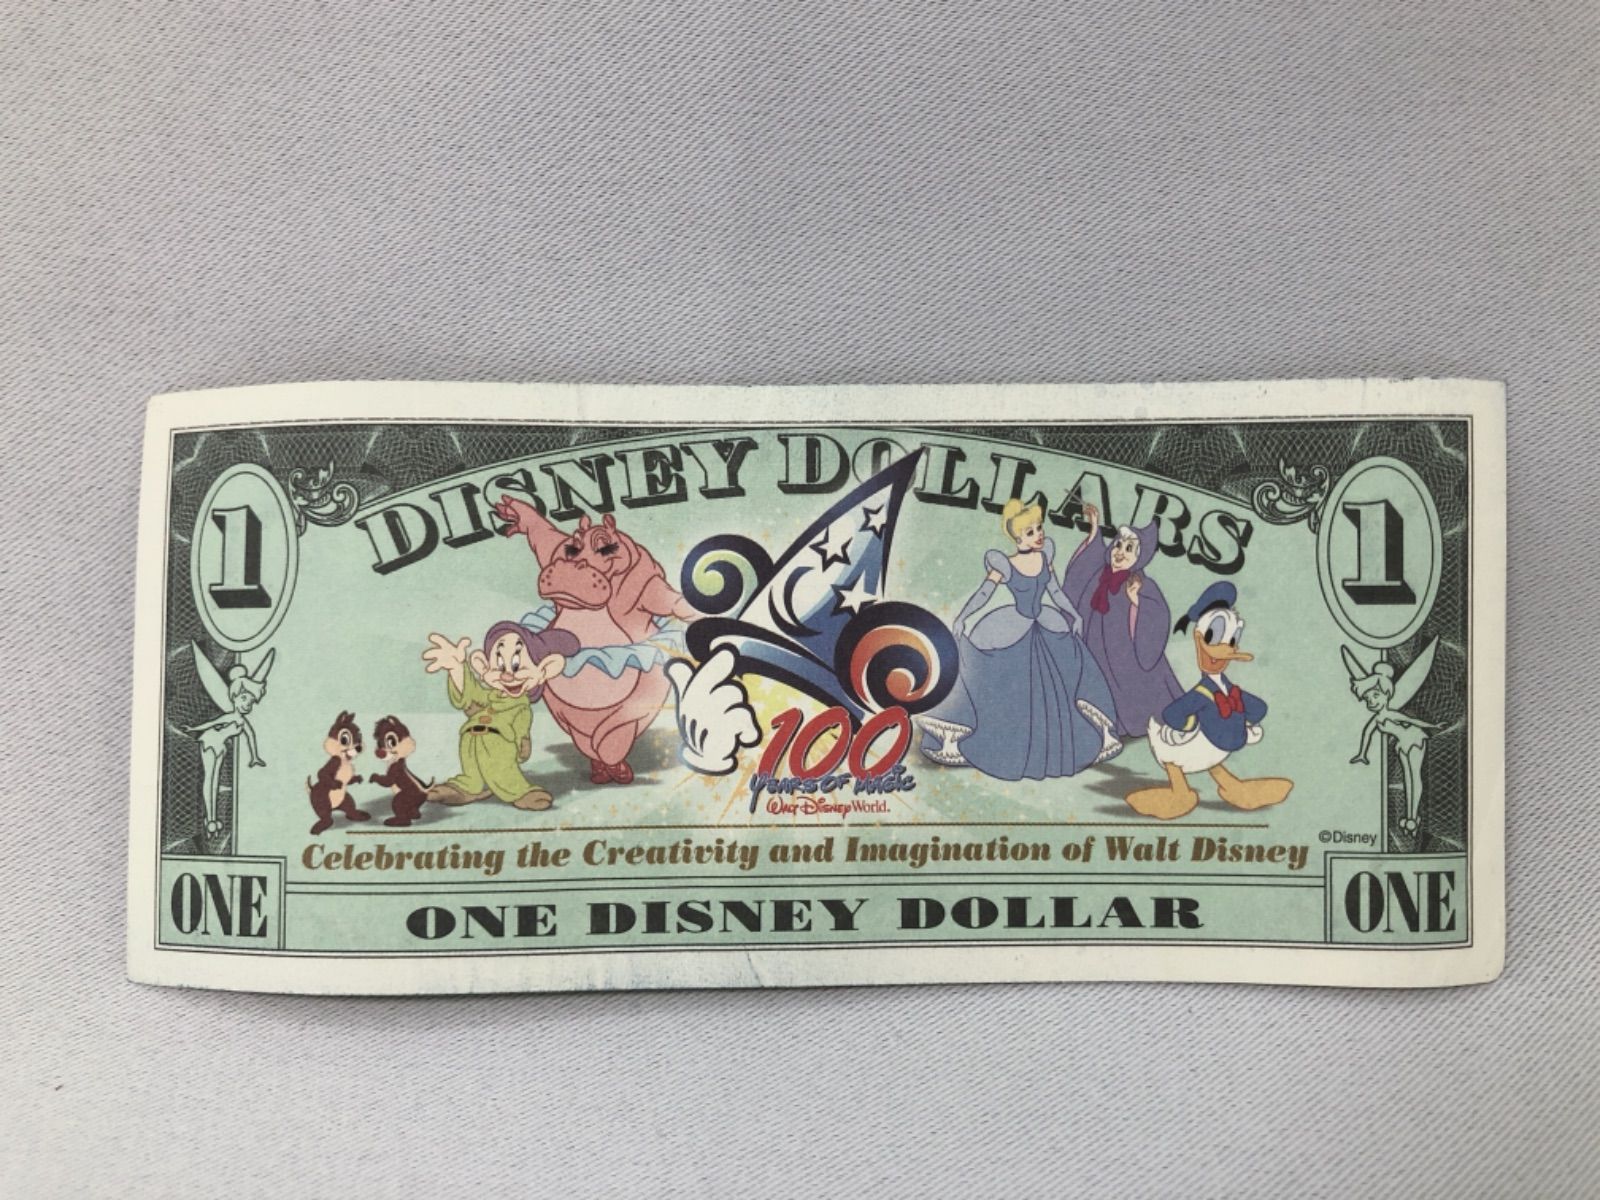 DISNEY DOLLARS
1 1
100
YEARS OF MAGIC
Walt Disney World.
©Disney
Celebrating the Creativity and Imagination of Walt Disney
ONE ONE DISNEY DOLLAR ONE